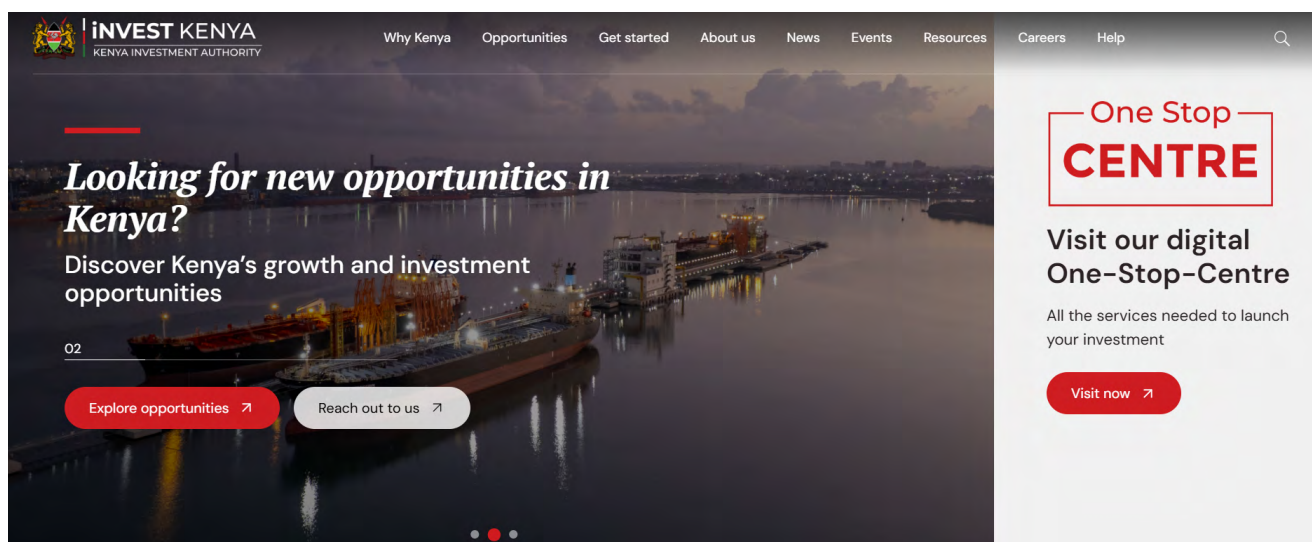 iNVEST KENYA
KENYA INVESTMENT AUTHORITY
Why Kenya Opportunities Get started About us News Events Resources Careers Help
Looking for new opportunities in
Kenya?
Discover Kenya's growth and investment
opportunities
02
Explore opportunities ↗
Reach out to us ↗
One Stop
CENTRE
Visit our digital
One-Stop-Centre
All the services needed to launch
your investment
Visit now ↗